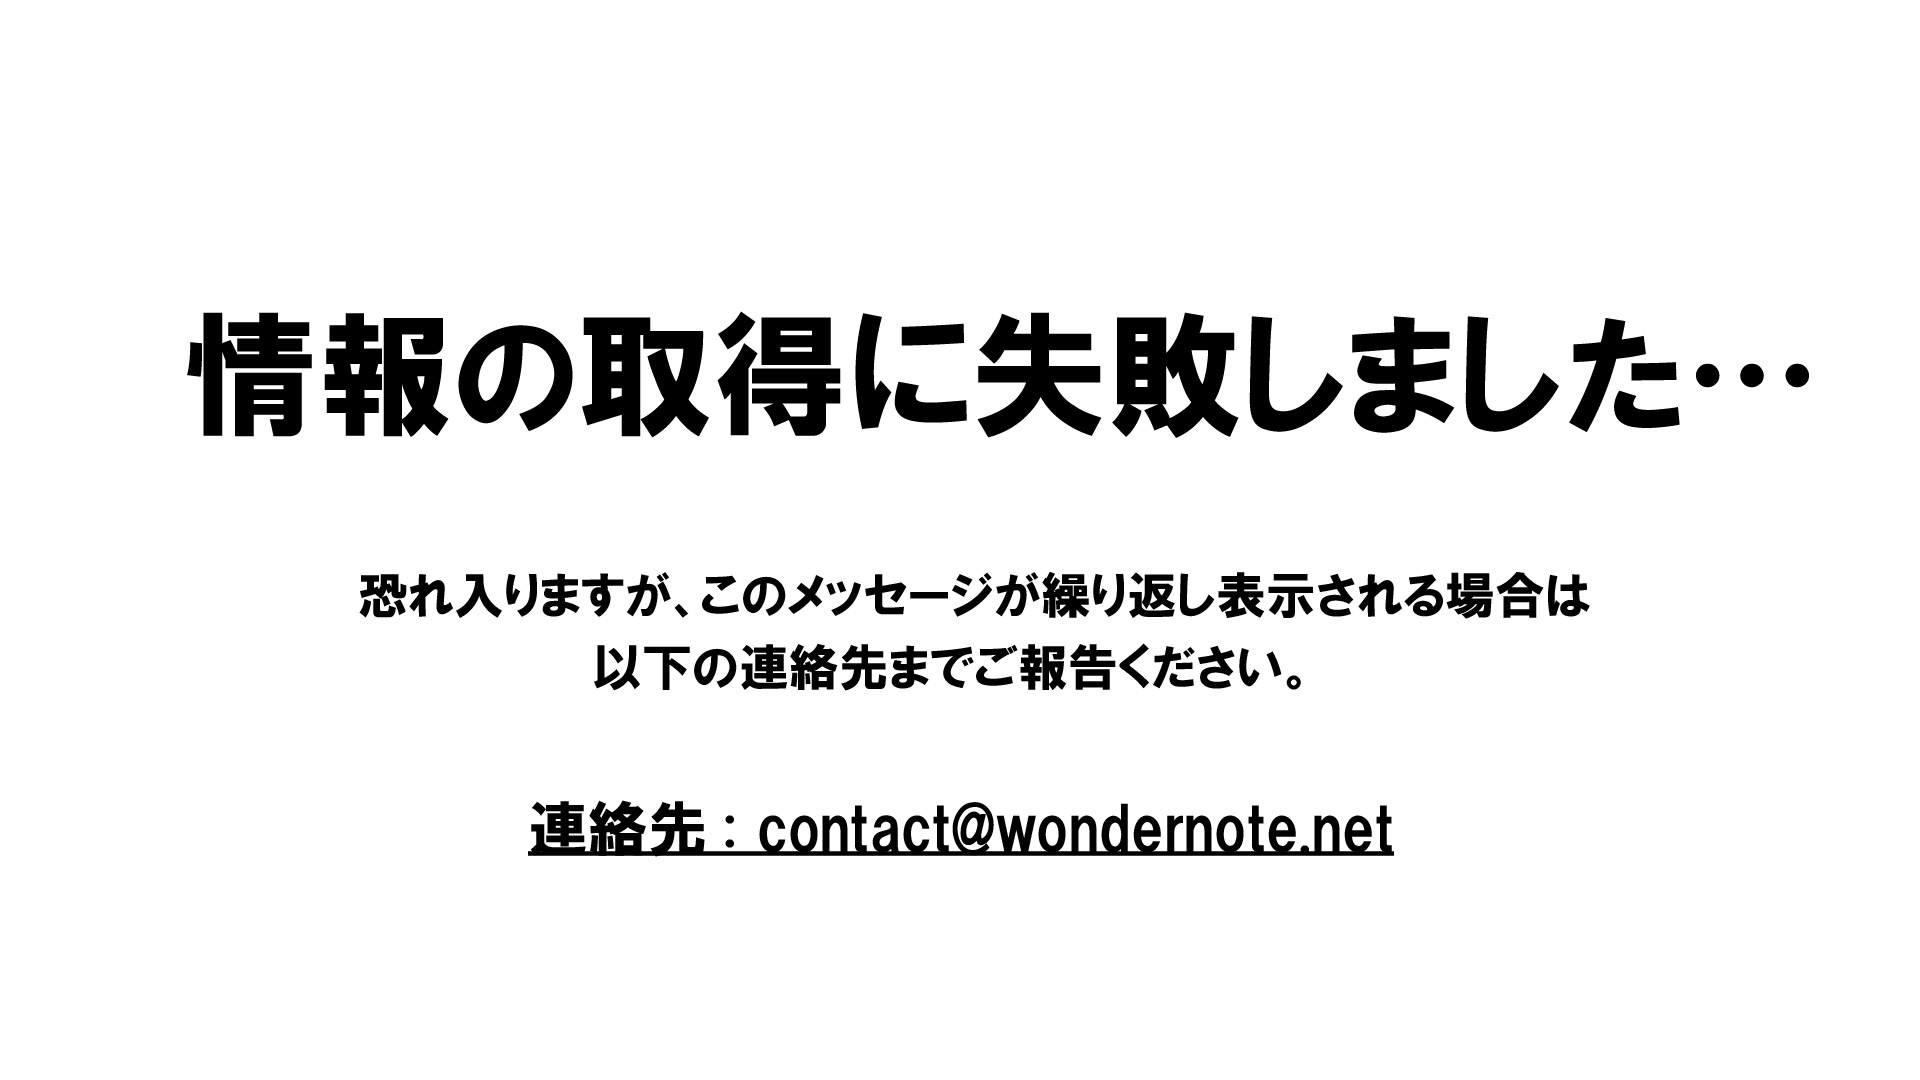 情報の取得に失敗しました…
恐れ入りますが、このメッセージが繰り返し表示される場合は
以下の連絡先までご報告ください。
連絡先：contact@wondernote.net